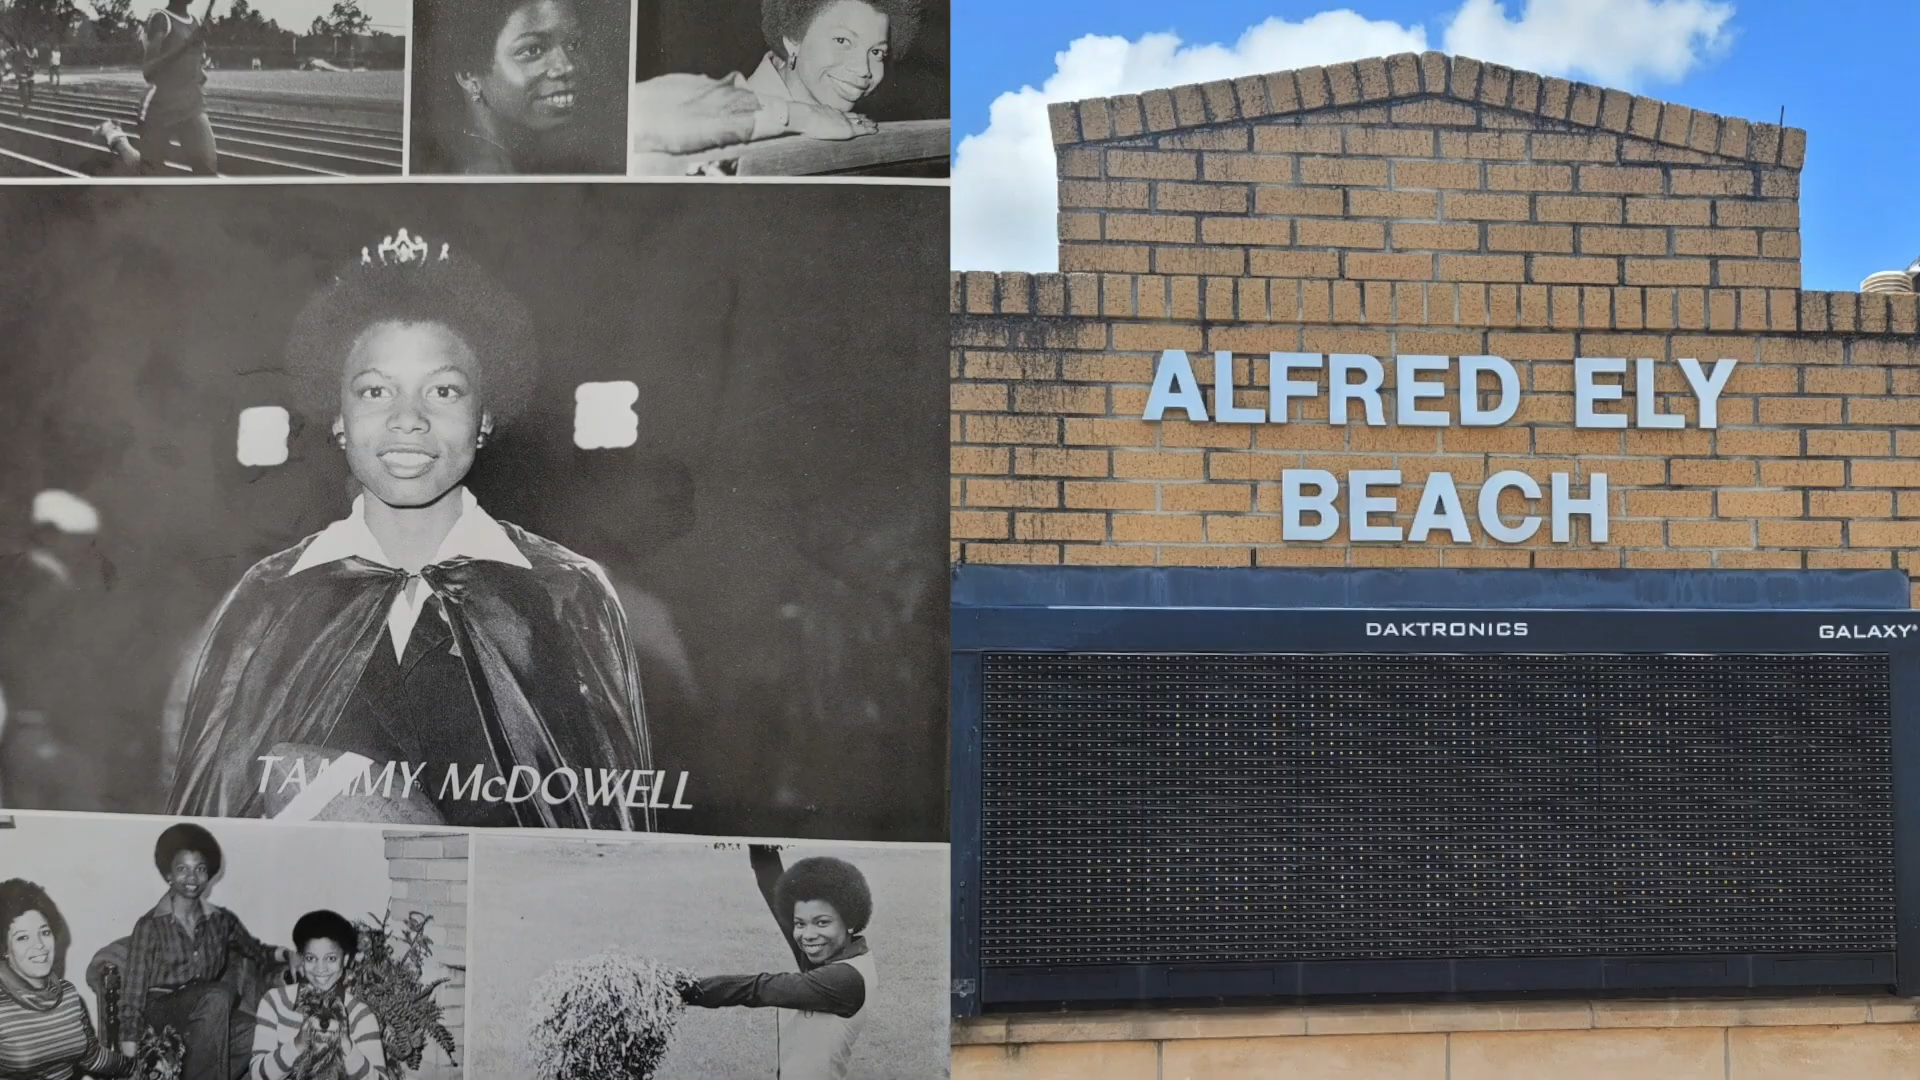 TAMMY McDOWELL
ALFRED ELY
BEACH
DAKTRONICS
GALAXY®